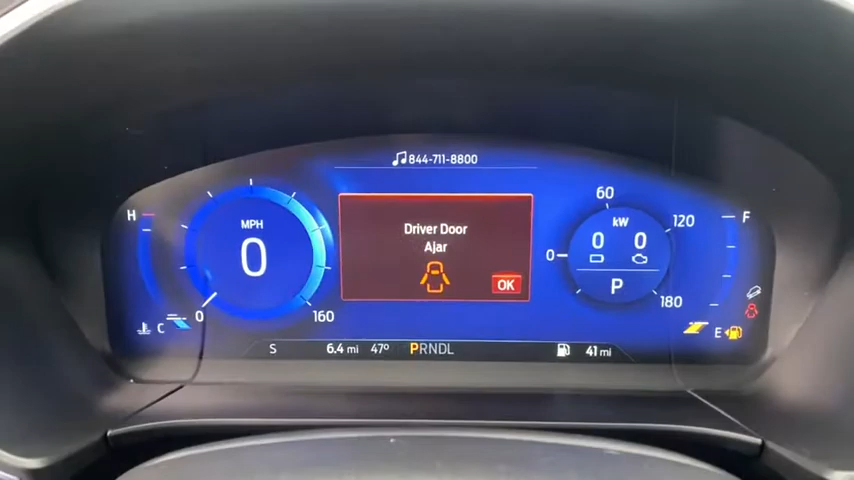 844-711-8800
H
MPH
0
0
160
C
Driver Door
Ajar
OK
60
kW
0
0
0
120
P
180
F
E
S
6.4 mi
47°
PRNDL
41 mi